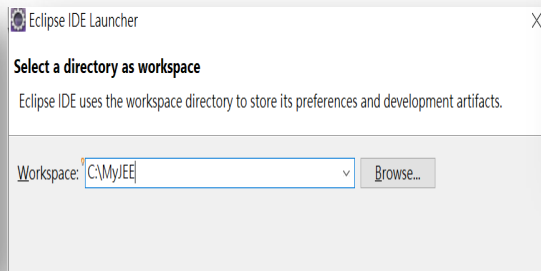 Eclipse IDE Launcher
Select a directory as workspace
Eclipse IDE uses the workspace directory to store its preferences and development artifacts.
Workspace: C:\MyJEE Browse...